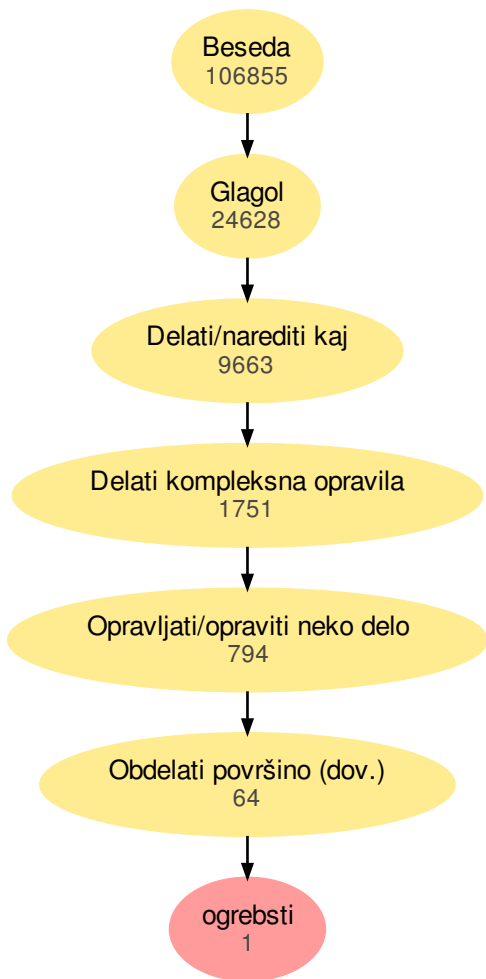 Beseda
106855
Glagol
24628
Delati/narediti kaj
9663
Delati kompleksna opravila
1751
Opravljati/opraviti neko delo
794
Obdelati površino (dov.)
64
ogrebsti
1